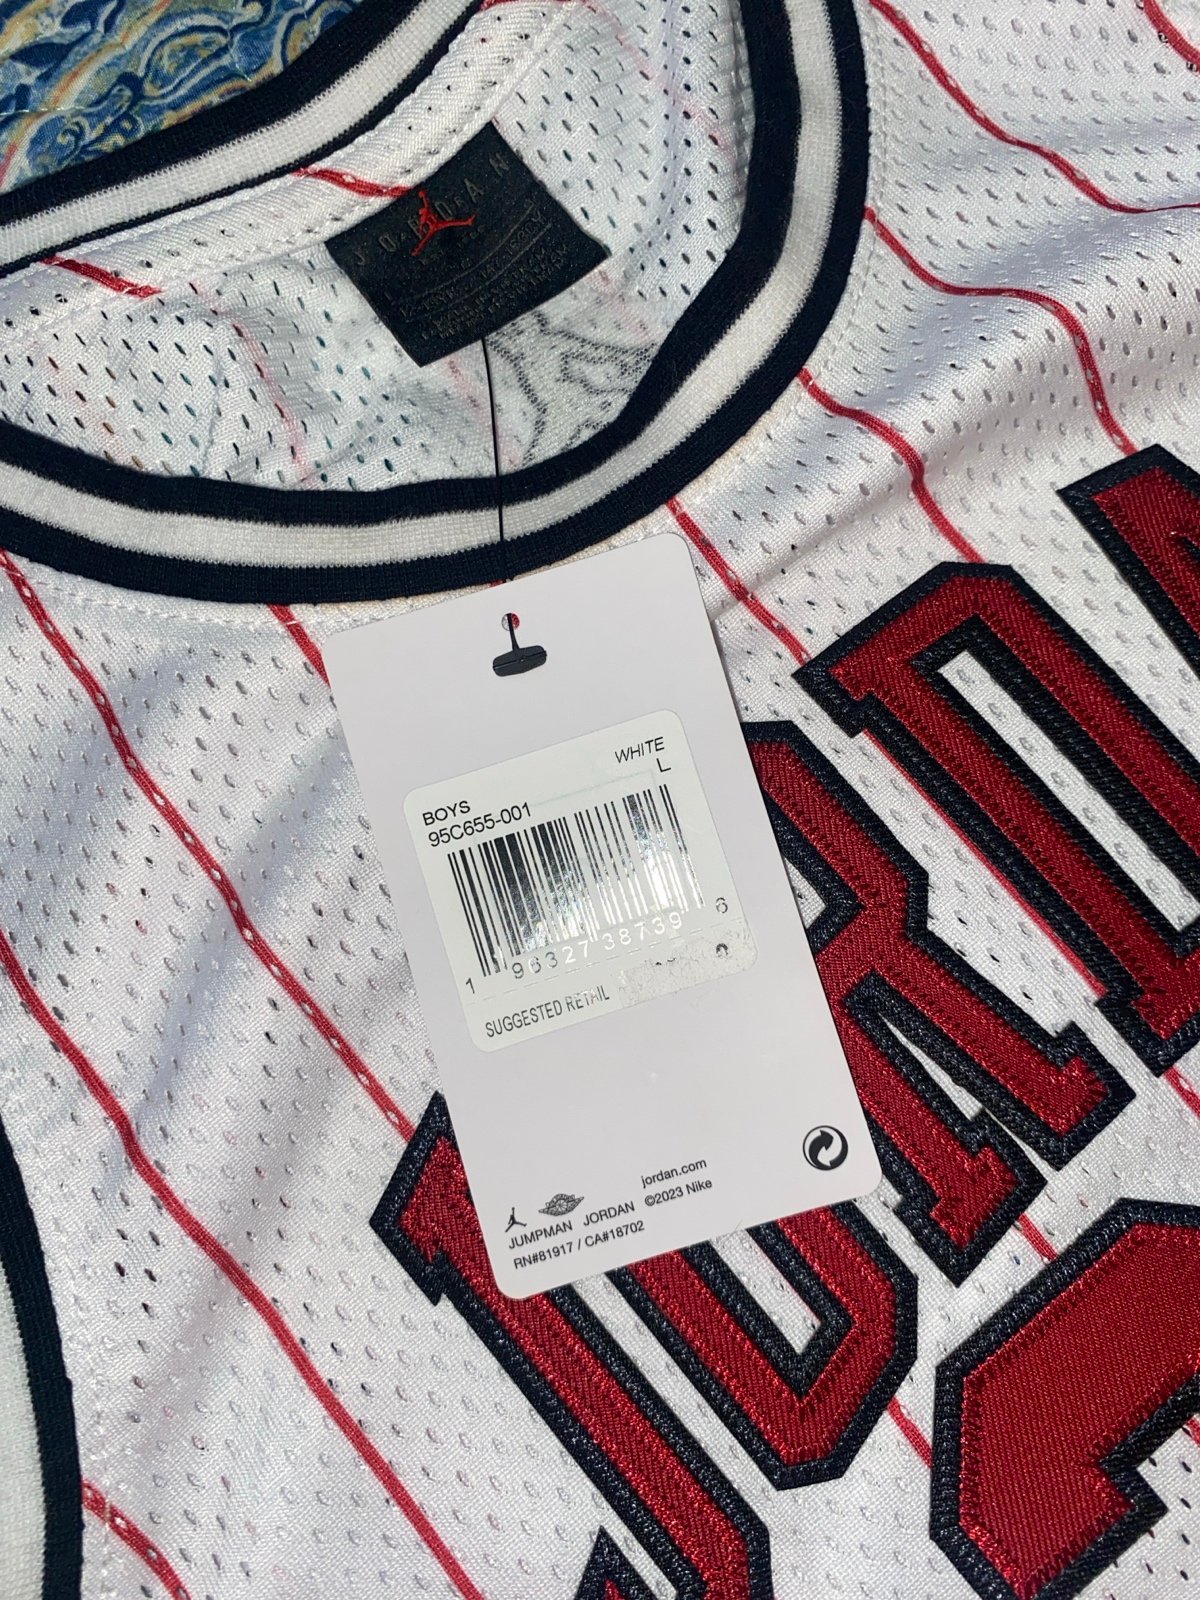 JORDAN
WHITE
L
BOYS
95C655-001
1 96327 38739 6
SUGGESTED RETAIL
jordan.com
JUMPMAN JORDAN ©2023 Nike
RN#81917 / CA#18702
JORDA